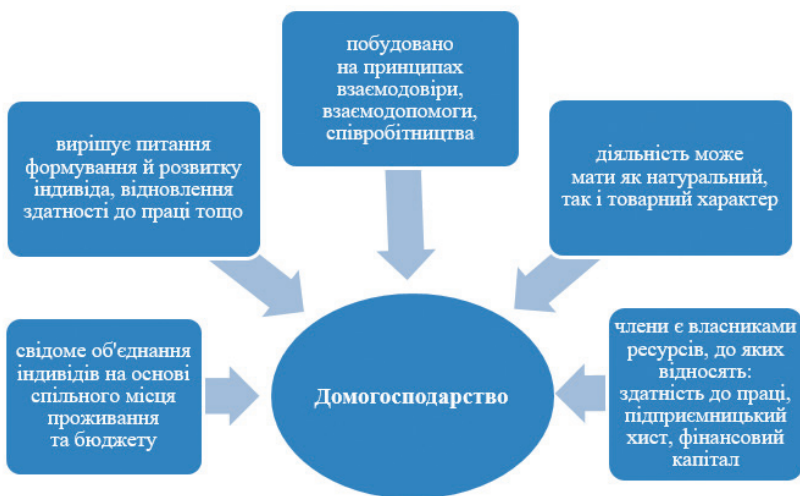 побудовано
на принципах
взаємодовіри,
взаємодопомоги,
співробітництва
вирішує питання
формування й розвитку
індивіда, відновлення
здатності до праці тощо
діяльність може
мати як натуральний,
так і товарний характер
свідоме об'єднання
індивідів на основі
спільного місця
проживання
та бюджету
Домогосподарство
члени є власниками
ресурсів, до яких
відносять:
здатність до праці,
підприємницький
хист, фінансовий
капітал